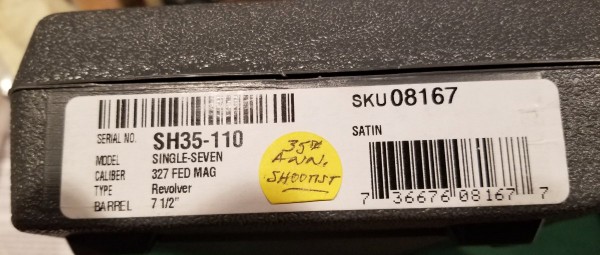 SERIAL NO. SH35-110
MODEL SINGLE-SEVEN
CALIBER 327 FED MAG
TYPE Revolver
BARREL 7 1/2"
35th
ANN.
SHOOTIST
SKU 08167
SATIN
7 36676 08167 7